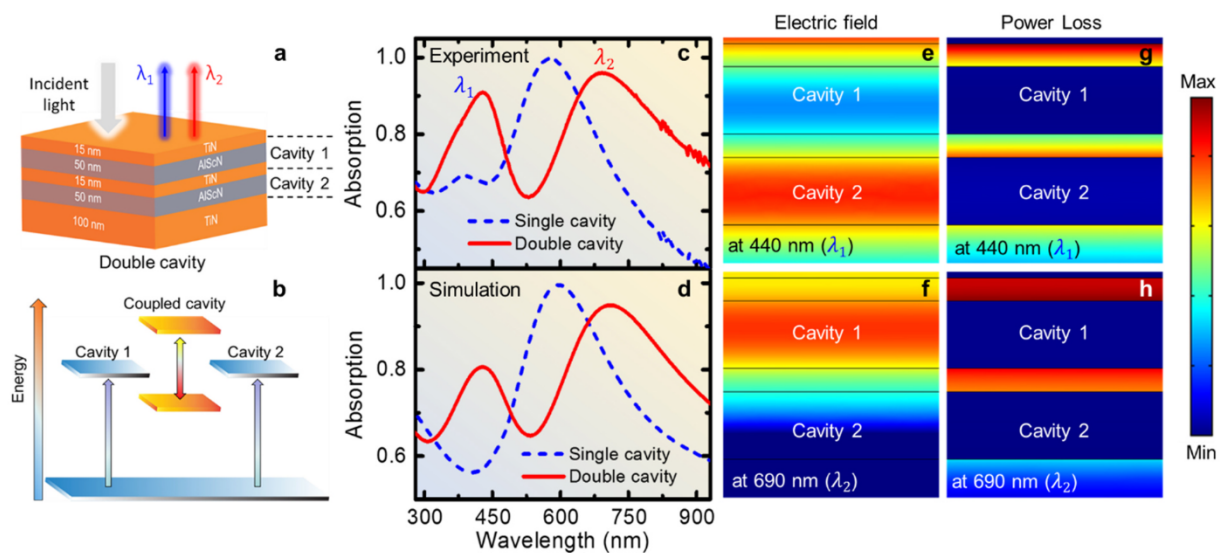 a
Incident
light
λ₁
λ₂
15 nm
TiN
50 nm
AlScN
15 nm
TiN
50 nm
AlScN
100 nm
TiN
Cavity 1
Cavity 2
Double cavity
b
Coupled cavity
Cavity 1
Cavity 2
Energy
c
Experiment
λ₁
λ₂
Absorption
1.0
0.8
0.6
Single cavity
Double cavity
d
Simulation
Absorption
1.0
0.8
0.6
Single cavity
Double cavity
300 450 600 750 900
Wavelength (nm)
Electric field
e
Cavity 1
Cavity 2
at 440 nm (λ₁)
f
Cavity 1
Cavity 2
at 690 nm (λ₂)
Power Loss
g
Cavity 1
Cavity 2
at 440 nm (λ₁)
h
Cavity 1
Cavity 2
at 690 nm (λ₂)
Max
Min